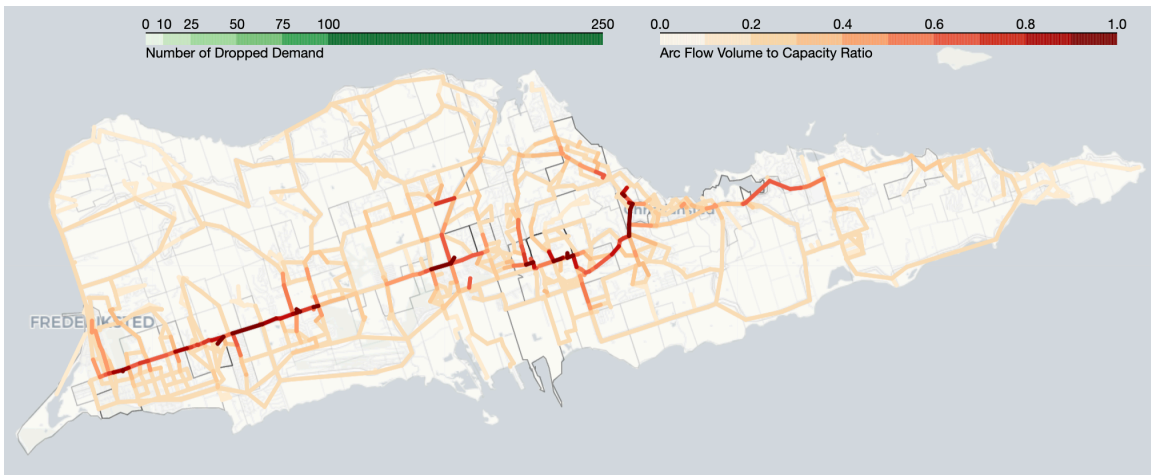 0 10 25 50 75 100 250
Number of Dropped Demand
0.0 0.2 0.4 0.6 0.8 1.0
Arc Flow Volume to Capacity Ratio
FREDERIKSTED